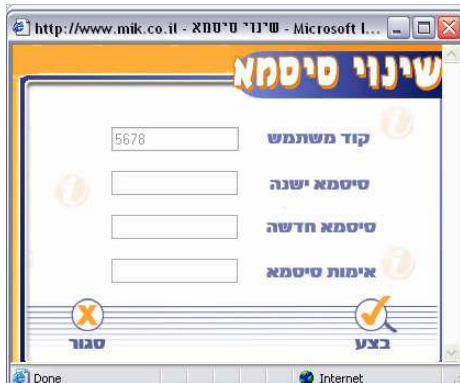 http://www.mik.co.il - שינוי סיסמא - Microsoft I...
שינוי סיסמא
קוד משתמש 5678
סיסמא ישנה
סיסמא חדשה
אימות סיסמא
בצע סגור
Done Internet